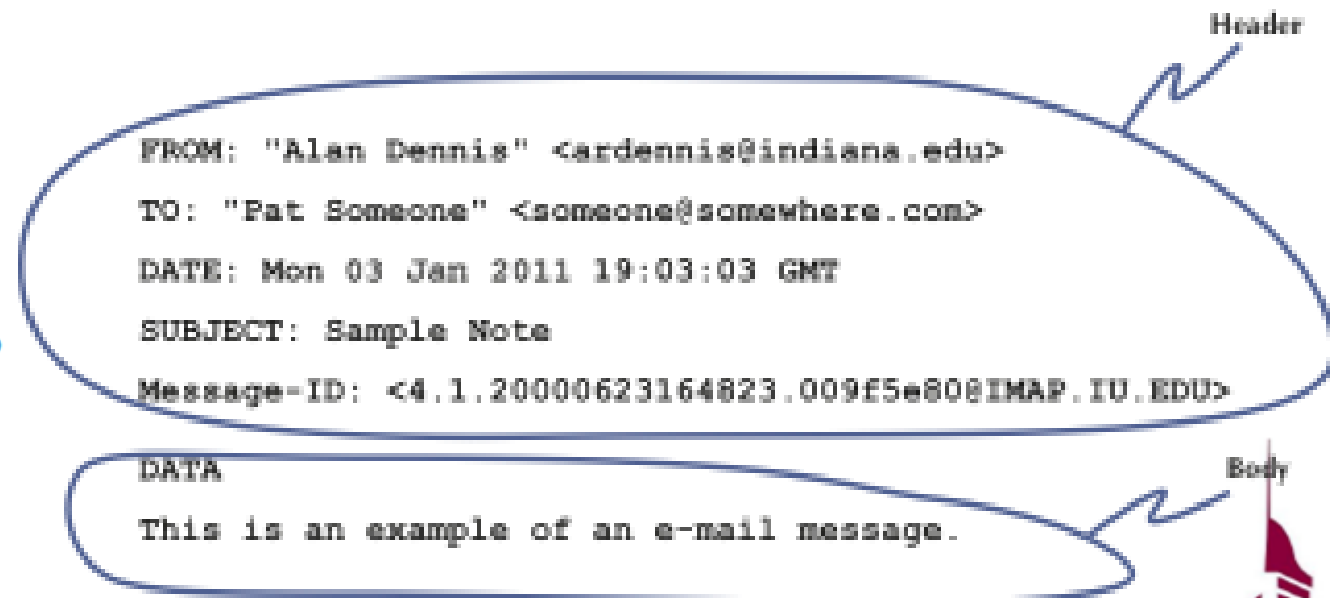 Header
FROM: "Alan Dennis" <ardennis@indiana.edu>
TO: "Pat Someone" <someone@somewhere.com>
DATE: Mon 03 Jan 2011 19:03:03 GMT
SUBJECT: Sample Note
Message-ID: <4.1.20000623164823.009f5e80@IMAP.IU.EDU>
DATA
Body
This is an example of an e-mail message.